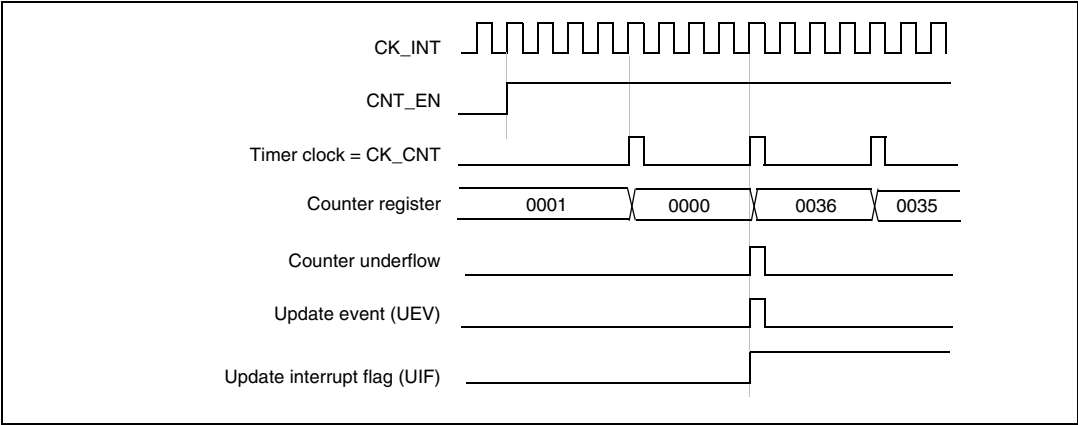 CK_INT
CNT_EN
Timer clock = CK_CNT
Counter register 0001 0000 0036 0035
Counter underflow
Update event (UEV)
Update interrupt flag (UIF)